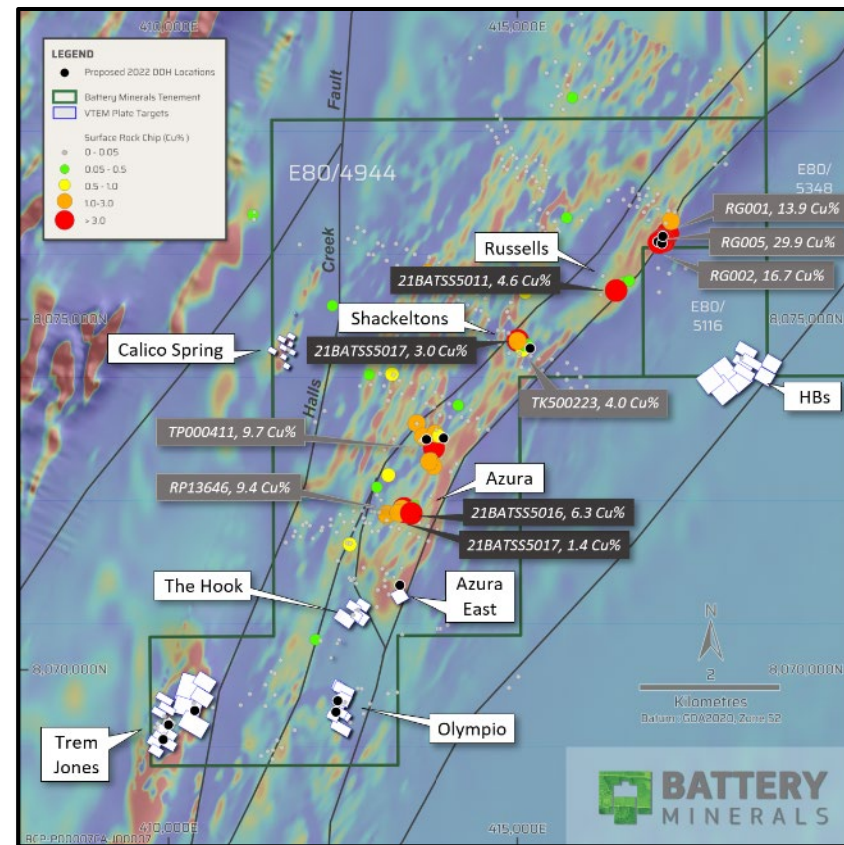 410,000E
415,000E
LEGEND
Proposed 2022 DDH Locations
Battery Minerals Tenement
VTEM Plate Targets
Surface Rock Chip (Cu%)
0 - 0.05
0.05 - 0.5
0.5 - 1.0
1.0-3.0
> 3.0
Fault
Creek
Halls
E80/4944
E80/
5348
RG001, 13.9 Cu%
RG005, 29.9 Cu%
RG002, 16.7 Cu%
Russells
21BATSS5011, 4.6 Cu%
E80/
5116
8,075,000N
8,075,000N
Shackeltons
21BATSS5017, 3.0 Cu%
Calico Spring
TK500223, 4.0 Cu%
HBs
TP000411, 9.7 Cu%
RP13646, 9.4 Cu%
Azura
21BATSS5016, 6.3 Cu%
21BATSS5017, 1.4 Cu%
The Hook
Azura
East
N
2
Kilometres
Datum: GDA2020, Zone 52
8,070,000N
8,070,000N
Trem
Jones
Olympio
BATTERY
MINERALS
410,000E
415,000E